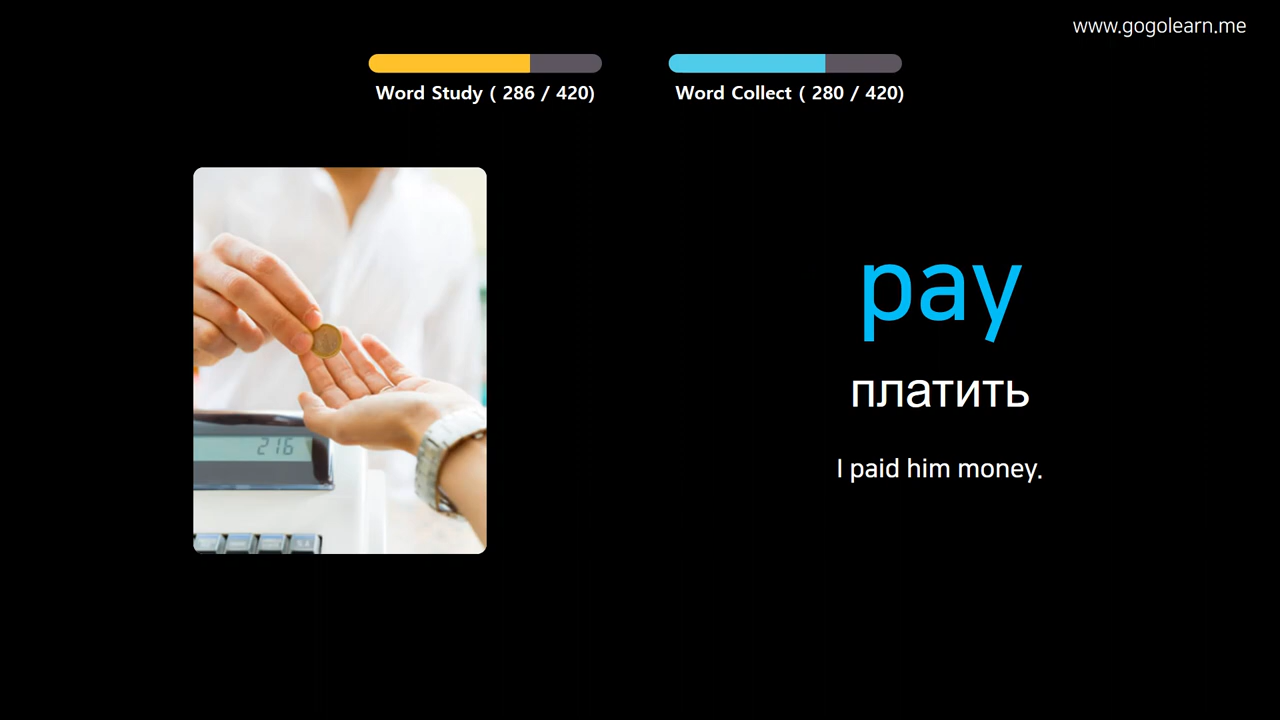 www.gogolearn.me
Word Study ( 286 / 420)
Word Collect ( 280 / 420)
pay
платить
I paid him money.
216